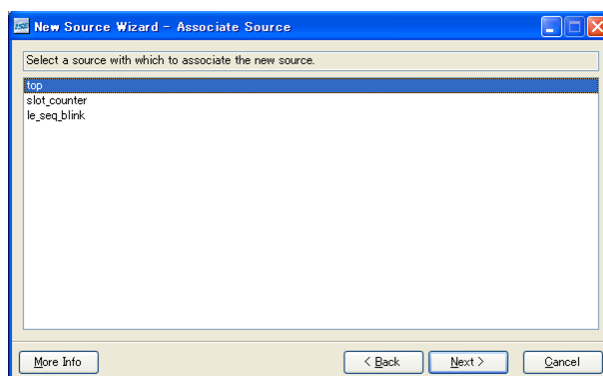 ISE New Source Wizard - Associate Source
Select a source with which to associate the new source.
top
slot_counter
le_seq_blink
More Info
< Back
Next >
Cancel